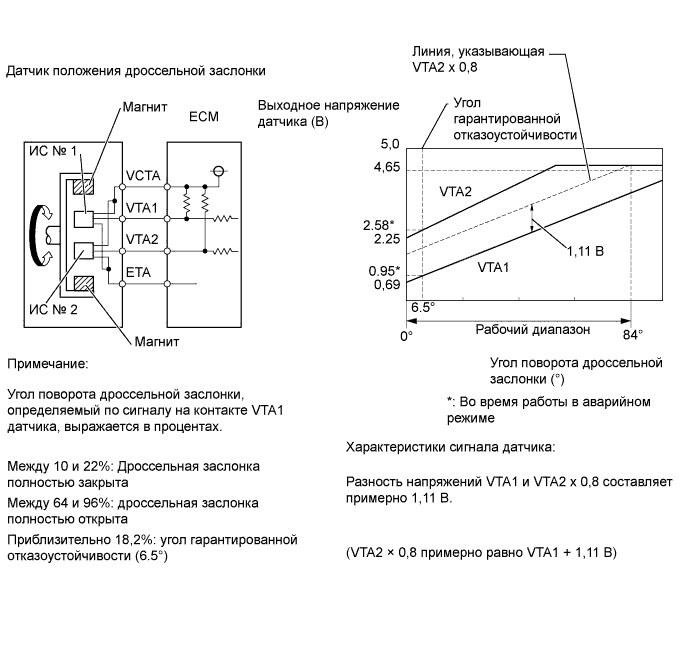 Датчик положения дроссельной заслонки
Магнит
ECM
ИС № 1
VCTA
VTA1
VTA2
ETA
ИС № 2
Магнит
Линия, указывающая
VTA2 x 0,8
Выходное напряжение
датчика (В)
Угол
гарантированной
отказоустойчивости
5,0
4,65
VTA2
2.58*
2.25
1,11 В
0.95*
VTA1
0,69
6.5°
Рабочий диапазон
0°
84°
Угол поворота дроссельной
заслонки (°)
*: Во время работы в аварийном
режиме
Примечание:
Угол поворота дроссельной заслонки,
определяемый по сигналу на контакте VTA1
датчика, выражается в процентах.
Между 10 и 22%: Дроссельная заслонка
полностью закрыта
Между 64 и 96%: дроссельная заслонка
полностью открыта
Приблизительно 18,2%: угол гарантированной
отказоустойчивости (6.5°)
Характеристики сигнала датчика:
Разность напряжений VTA1 и VTA2 x 0,8 составляет
примерно 1,11 В.
(VTA2 × 0,8 примерно равно VTA1 + 1,11 В)